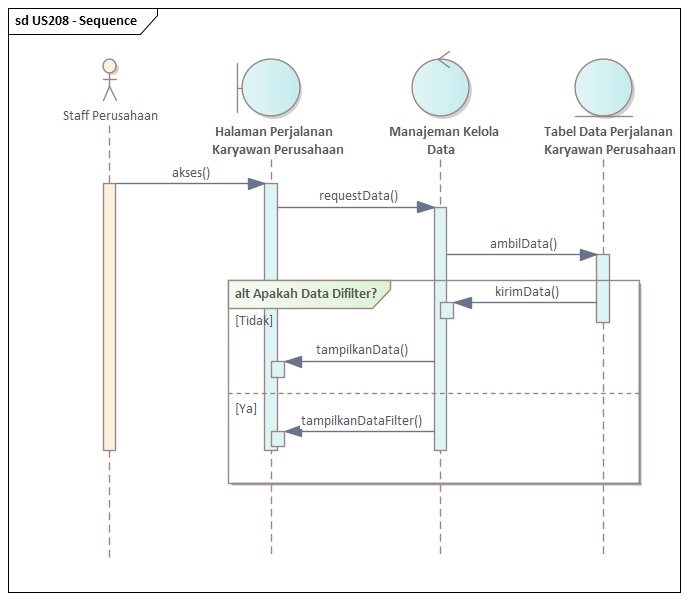 sd US208 - Sequence
Staff Perusahaan
Halaman Perjalanan
Karyawan Perusahaan
Manajeman Kelola
Data
Tabel Data Perjalanan
Karyawan Perusahaan
akses()
requestData()
ambilData()
alt Apakah Data Difilter?
kirimData()
[Tidak]
tampilkanData()
[Ya]
tampilkanDataFilter()